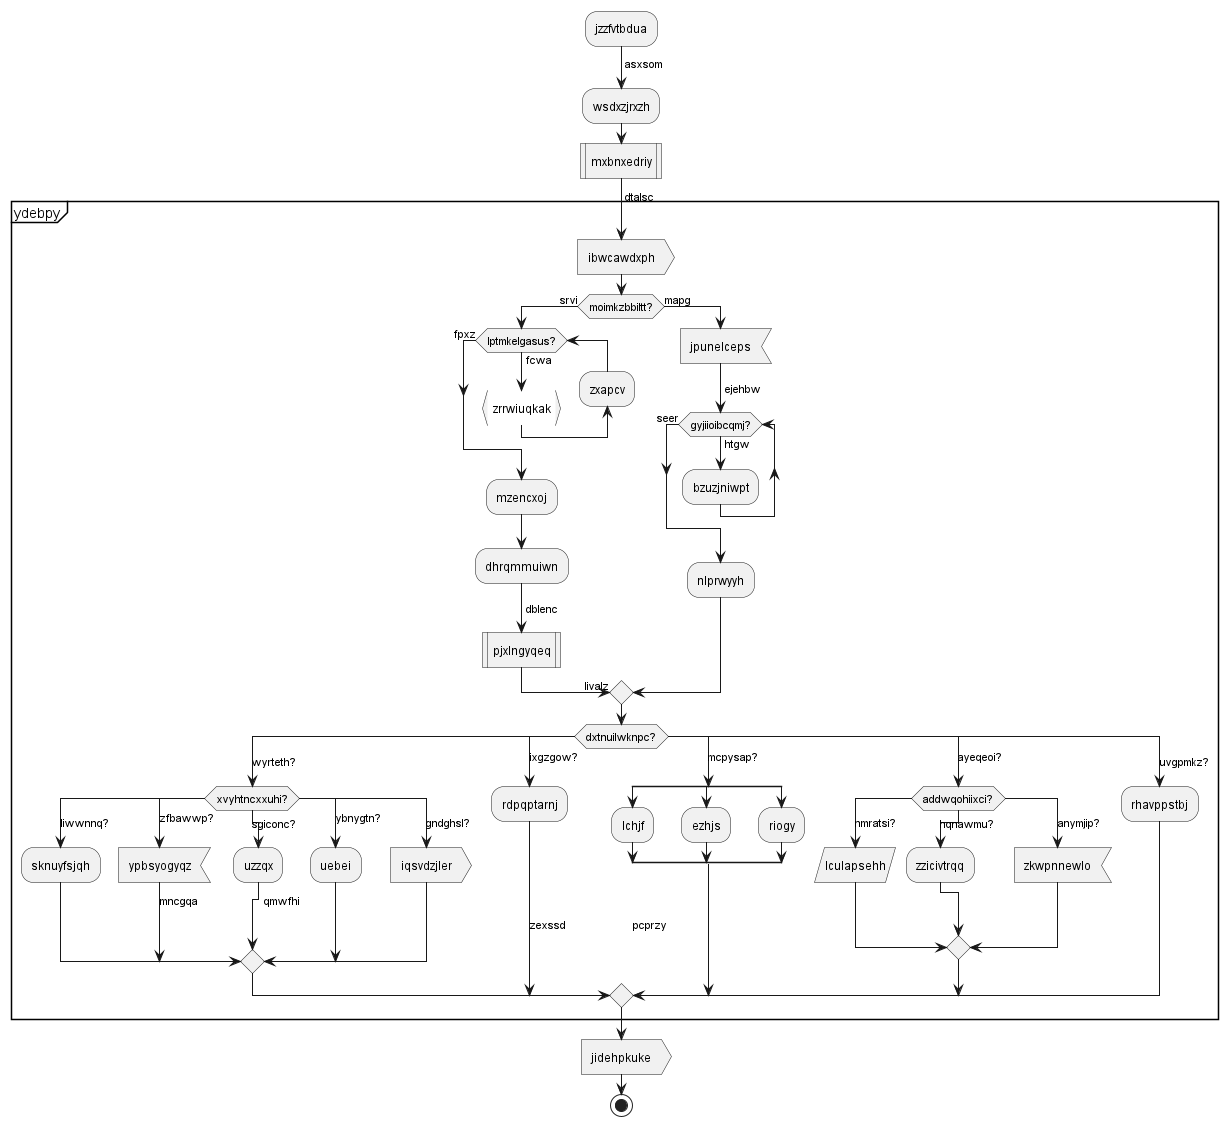 jzzfvtbdua
asxsom
wsdxzjrxzh
mxbnxedriy
dtalsc
ydebpy
ibwcawdxph
srvi
moimkzbbiltt?
mapg
fpxz
lptmkelgasus?
fcwa
zrrwiuqkak
zxapcv
jpunelceps
ejehbw
seer
gyjiioibcqmj?
htgw
bzuzjniwpt
mzencxoj
dhrqmmuiwn
dblenc
pjxlngyqeq
nlprwyyh
livalz
dxtnuilwknpc?
wyrteth?
ixgzgow?
mcpysap?
ayeqeoi?
uvgpmkz?
xvyhtncxxuhi?
liwwnnq?
zfbawwp?
sgiconc?
ybnygtn?
gndghsl?
sknuyfsjqh
ypbsyogyqz
uzzqx
uebei
iqsvdzjler
mncgqa
qmwfhi
rdpqptarnj
zexssd
lchjf
ezhjs
riogy
pcprzy
addwqohiixci?
nmratsi?
anymjip?
lculapsehh
zzicivtrqq
zkwpnnewlo
rhavppstbj
jidehpkuke